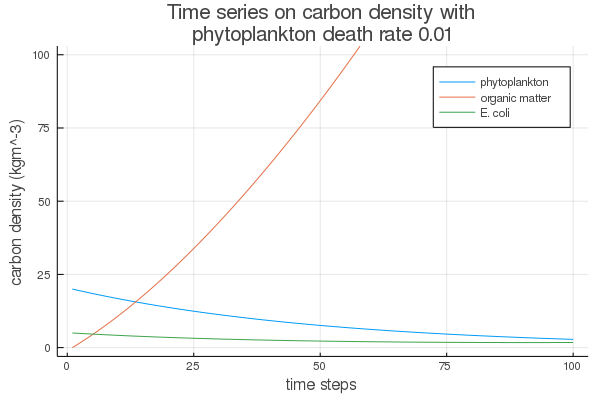 Time series on carbon density with
phytoplankton death rate 0.01
100
75
50
25
0
carbon density (kgm^-3)
phytoplankton
organic matter
E. coli
0
25
50
75
100
time steps